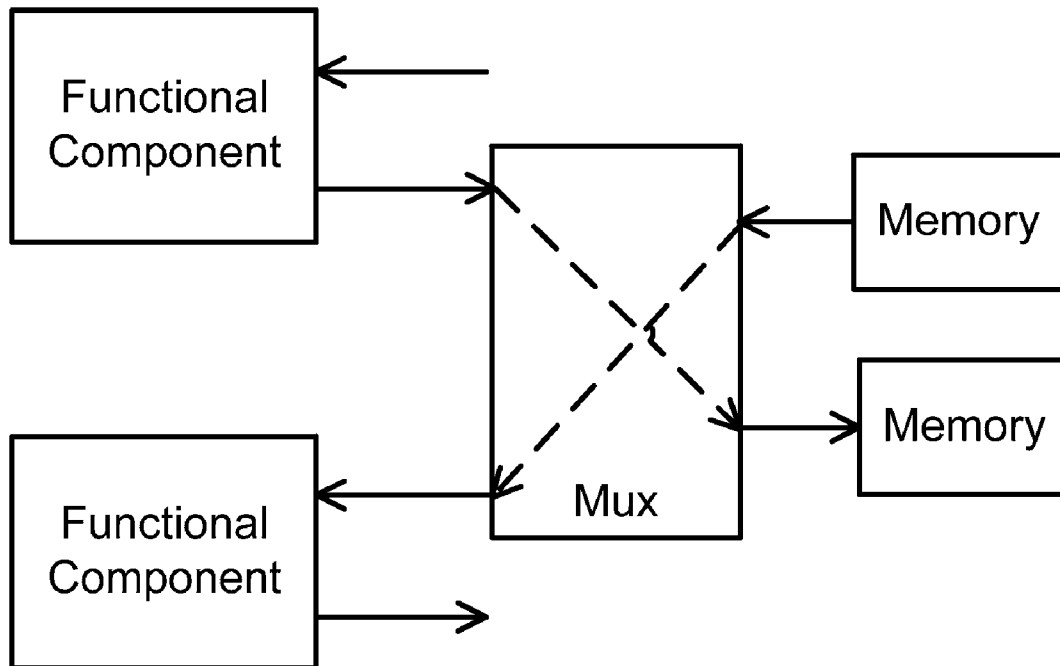 Functional
Component
Memory
Memory
Mux
Functional
Component